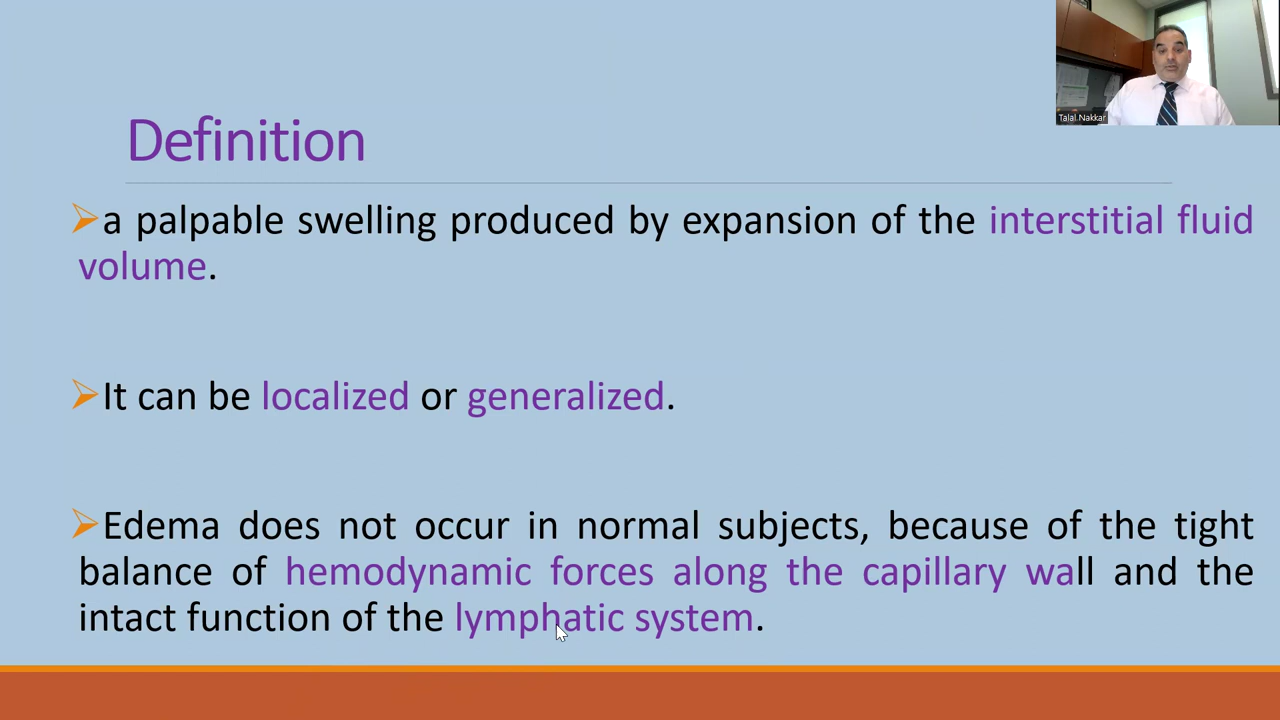 Talal Nakkar
Definition
➢a palpable swelling produced by expansion of the interstitial fluid
volume.
➢It can be localized or generalized.
➢Edema does not occur in normal subjects, because of the tight
balance of hemodynamic forces along the capillary wall and the
intact function of the lymphatic system.